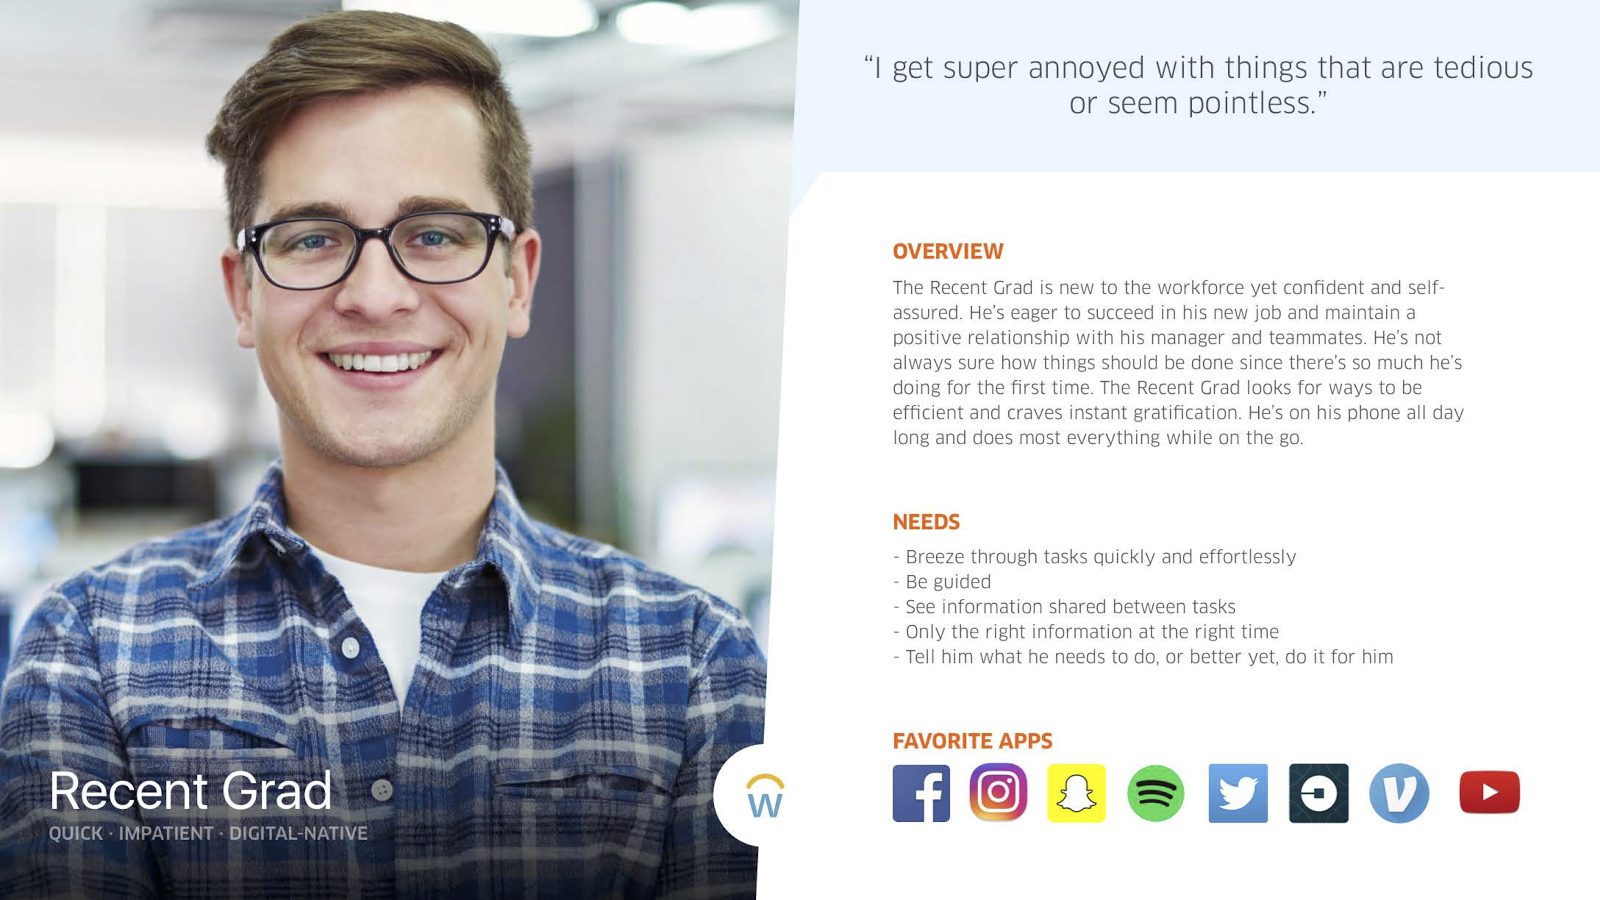 “I get super annoyed with things that are tedious
or seem pointless.”
OVERVIEW
The Recent Grad is new to the workforce yet confident and self-
assured. He’s eager to succeed in his new job and maintain a
positive relationship with his manager and teammates. He’s not
always sure how things should be done since there’s so much he’s
doing for the first time. The Recent Grad looks for ways to be
efficient and craves instant gratification. He’s on his phone all day
long and does most everything while on the go.
NEEDS
- Breeze through tasks quickly and effortlessly
- Be guided
- See information shared between tasks
- Only the right information at the right time
- Tell him what he needs to do, or better yet, do it for him
FAVORITE APPS
Recent Grad
QUICK · IMPATIENT · DIGITAL-NATIVE
w